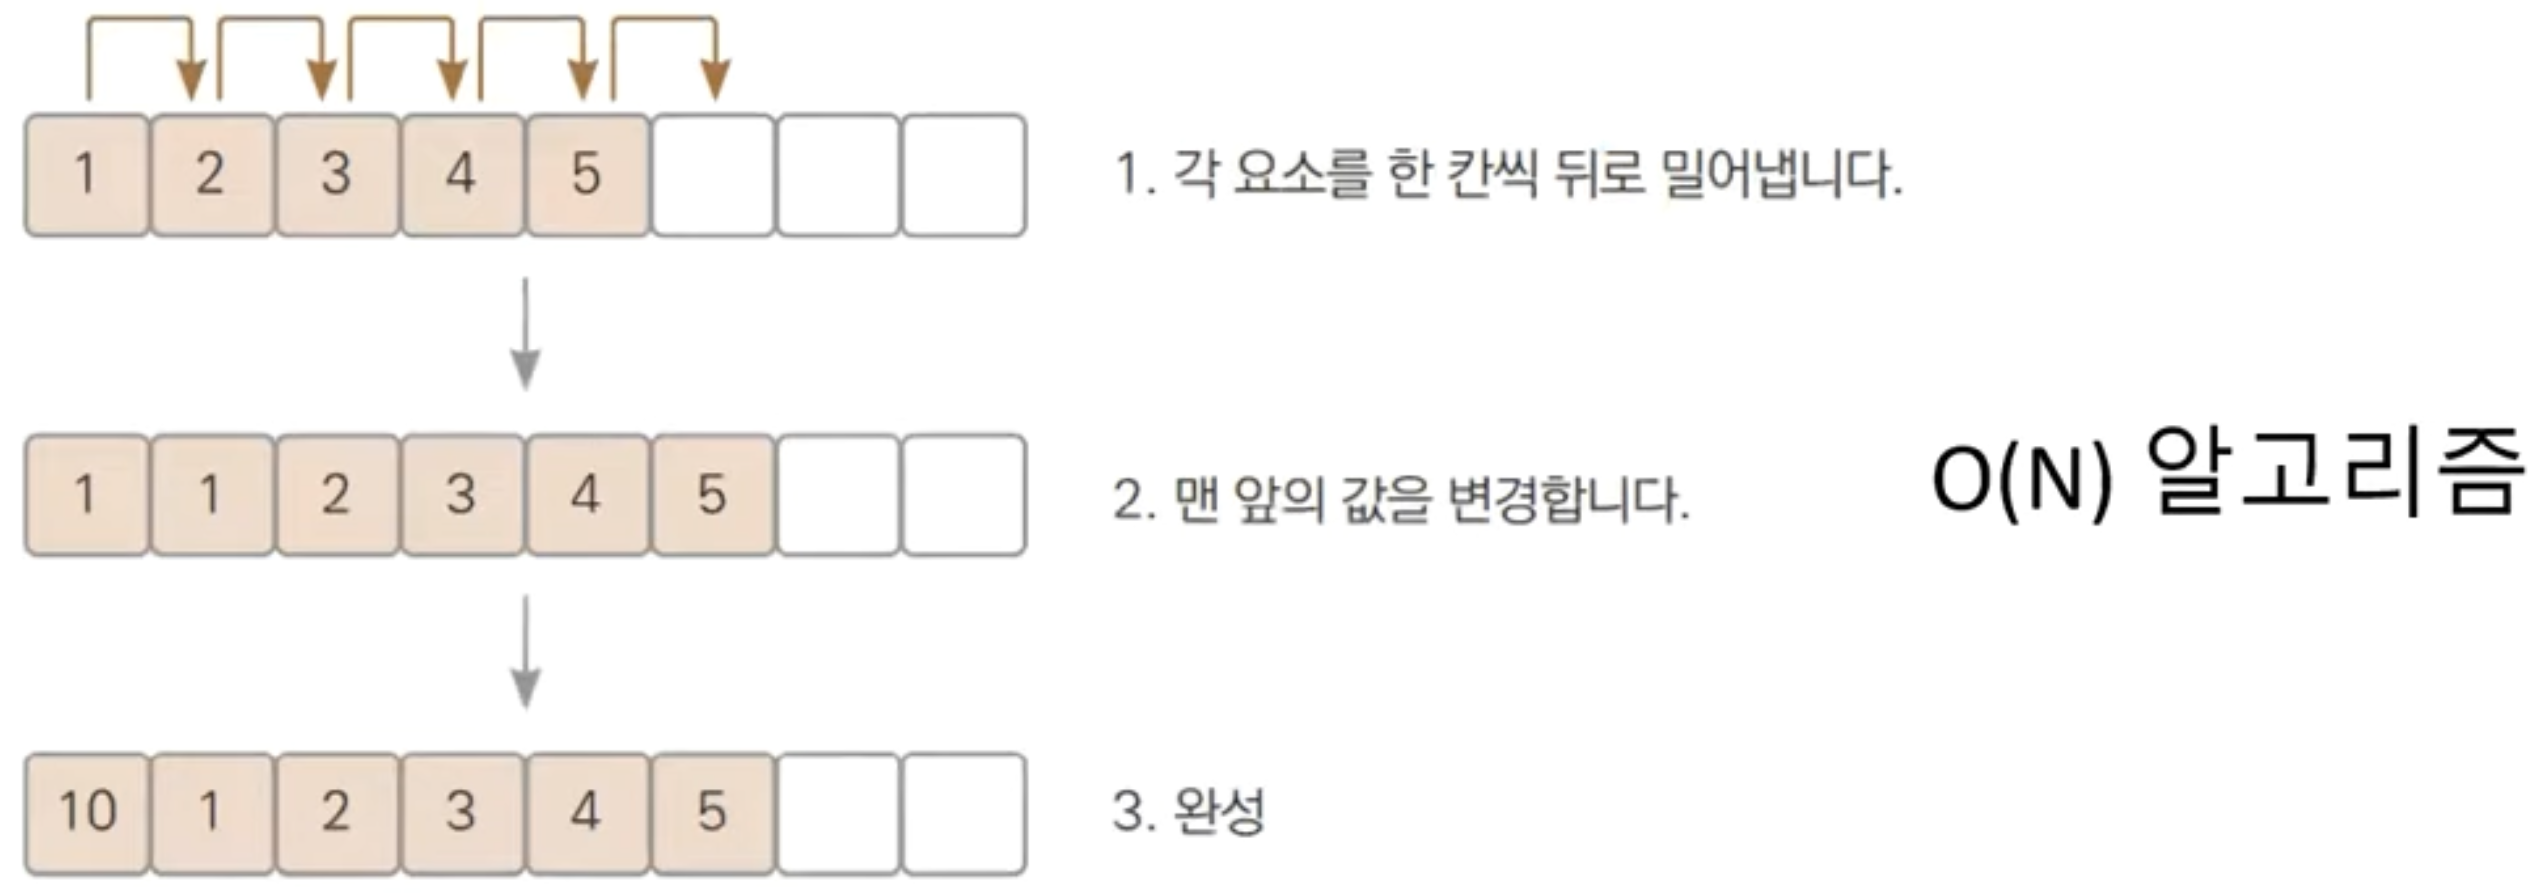 1 2 3 4 5
1. 각 요소를 한 칸씩 뒤로 밀어냅니다.
1 1 2 3 4 5
2. 맨 앞의 값을 변경합니다.
O(N) 알고리즘
10 1 2 3 4 5
3. 완성